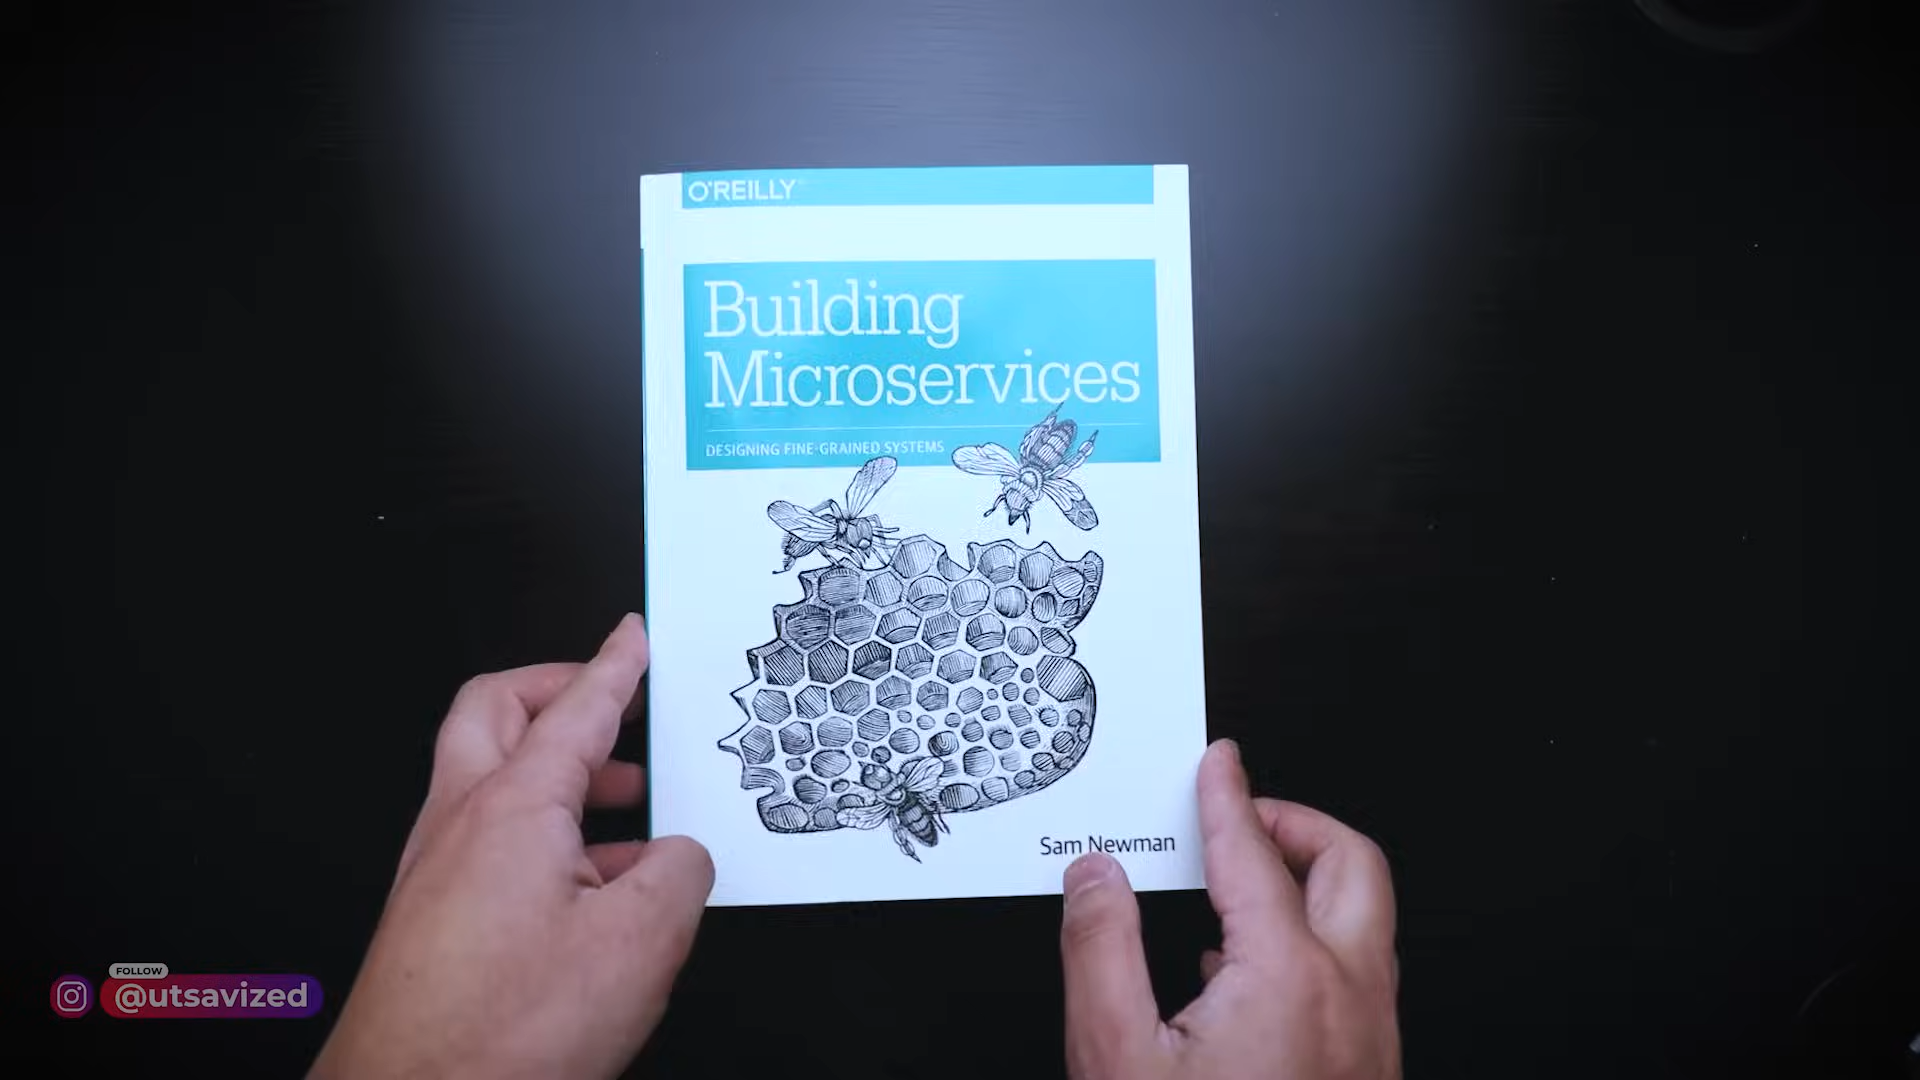 O'REILLY
Building
Microservices
DESIGNING FINE-GRAINED SYSTEMS
Sam Newman
FOLLOW
@utsavized